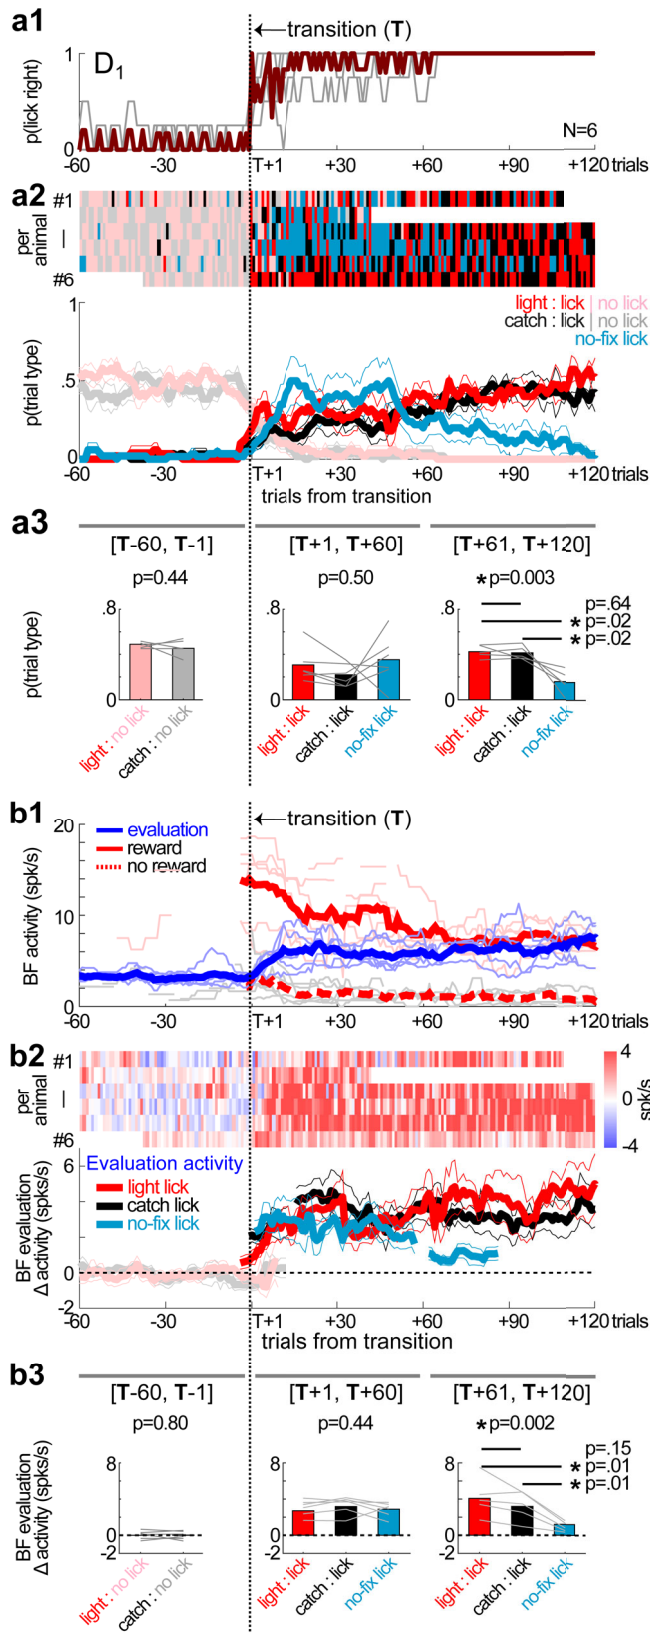 a1
transition (T)
D1
p(lick right)
1
0
N=6
-60 -30 T+1 +30 +60 +90 +120 trials
a2
per animal
#1
#6
light : lick | no lick
catch : lick | no lick
no-fix lick
p(trial type)
1
.5
0
-60 -30 T+1 +30 +60 +90 +120 trials
trials from transition
a3
[T-60, T-1] [T+1, T+60] [T+61, T+120]
p=0.44 p=0.50 *p=0.003
p=.64
* p=.02
* p=.02
p(trial type)
.8 .8 .8
0 0 0
light : no lick catch : no lick light : lick catch : lick no-fix lick light : lick catch : lick no-fix lick
b1
transition (T)
evaluation
reward
no reward
BF activity (spk/s)
20
10
0
-60 -30 T+1 +30 +60 +90 +120 trials
b2
per animal
#1
#6
4
0
-4
spk/s
Evaluation activity
light lick
catch lick
no-fix lick
BF evaluation
Δ activity (spks/s)
6
0
-2
-60 -30 T+1 +30 +60 +90 +120 trials
trials from transition
b3
[T-60, T-1] [T+1, T+60] [T+61, T+120]
p=0.80 p=0.44 *p=0.002
p=.15
* p=.01
* p=.01
BF evaluation
Δ activity (spks/s)
8 8 8
0 0 0
-2 -2 -2
light : no lick catch : no lick light : lick catch : lick no-fix lick light : lick catch : lick no-fix lick